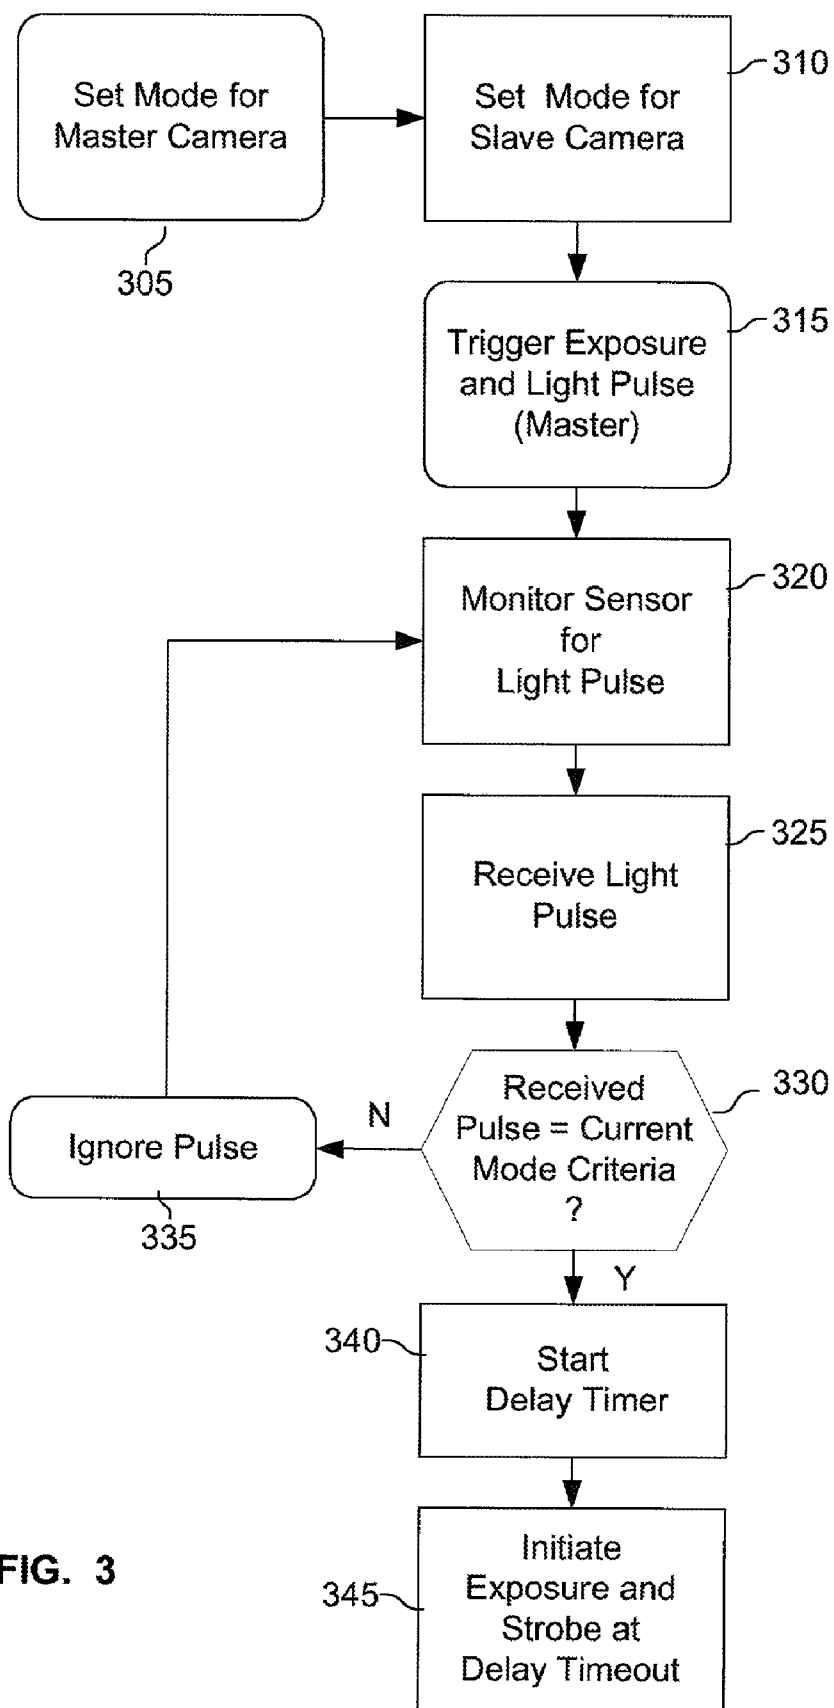 Set Mode for
Master Camera
305
Set Mode for
Slave Camera
310
Trigger Exposure
and Light Pulse
(Master)
315
Monitor Sensor
for
Light Pulse
320
Receive Light
Pulse
325
Received
Pulse = Current
Mode Criteria
?
330
N
Ignore Pulse
335
Y
340
Start
Delay Timer
345
Initiate
Exposure and
Strobe at
Delay Timeout
FIG. 3